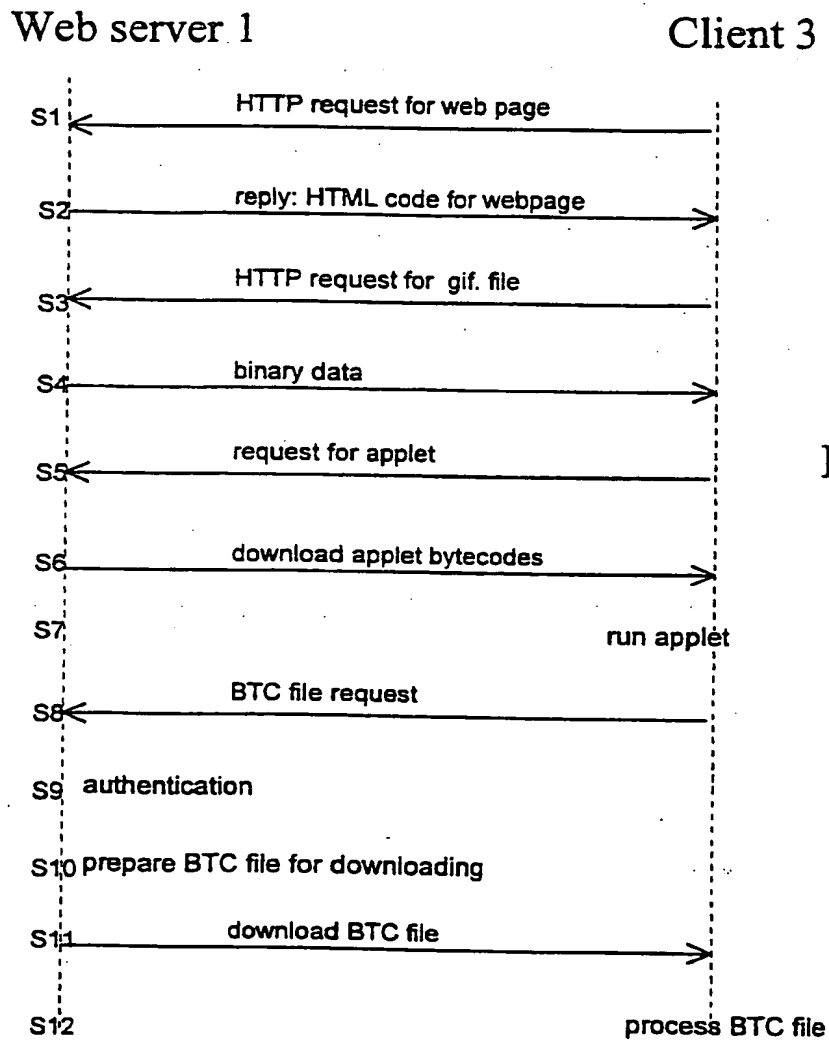 Web server 1 Client 3
S1 HTTP request for web page
S2 reply: HTML code for webpage
S3 HTTP request for gif. file
S4 binary data
S5 request for applet
S6 download applet bytecodes
S7 run applet
S8 BTC file request
S9 authentication
S10 prepare BTC file for downloading
S11 download BTC file
S12 process BTC file